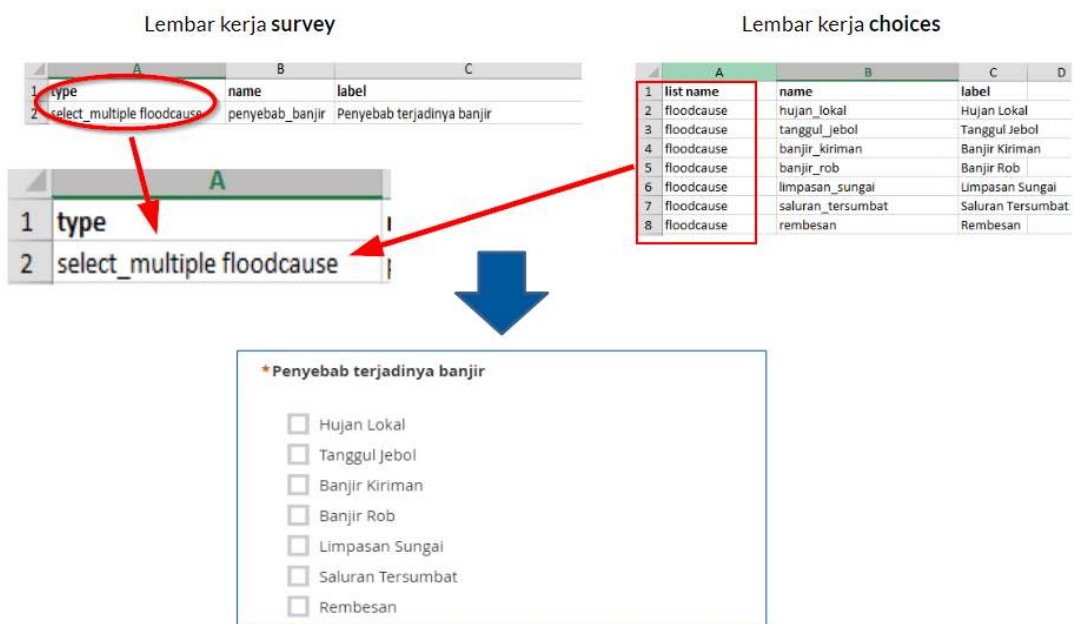 Lembar kerja survey
Lembar kerja choices
A B C
1 type name label
2 select_multiple floodcause penyebab_banjir Penyebab terjadinya banjir
A B C D
1 list name name label
2 floodcause hujan_lokal Hujan Lokal
3 floodcause tanggul_jebol Tanggul Jebol
4 floodcause banjir_kiriman Banjir Kiriman
5 floodcause banjir_rob Banjir Rob
6 floodcause limpasan_sungai Limpasan Sungai
7 floodcause saluran_tersumbat Saluran Tersumbat
8 floodcause rembesan Rembesan
A
1 type
2 select_multiple floodcause
*Penyebab terjadinya banjir
Hujan Lokal
Tanggul Jebol
Banjir Kiriman
Banjir Rob
Limpasan Sungai
Saluran Tersumbat
Rembesan